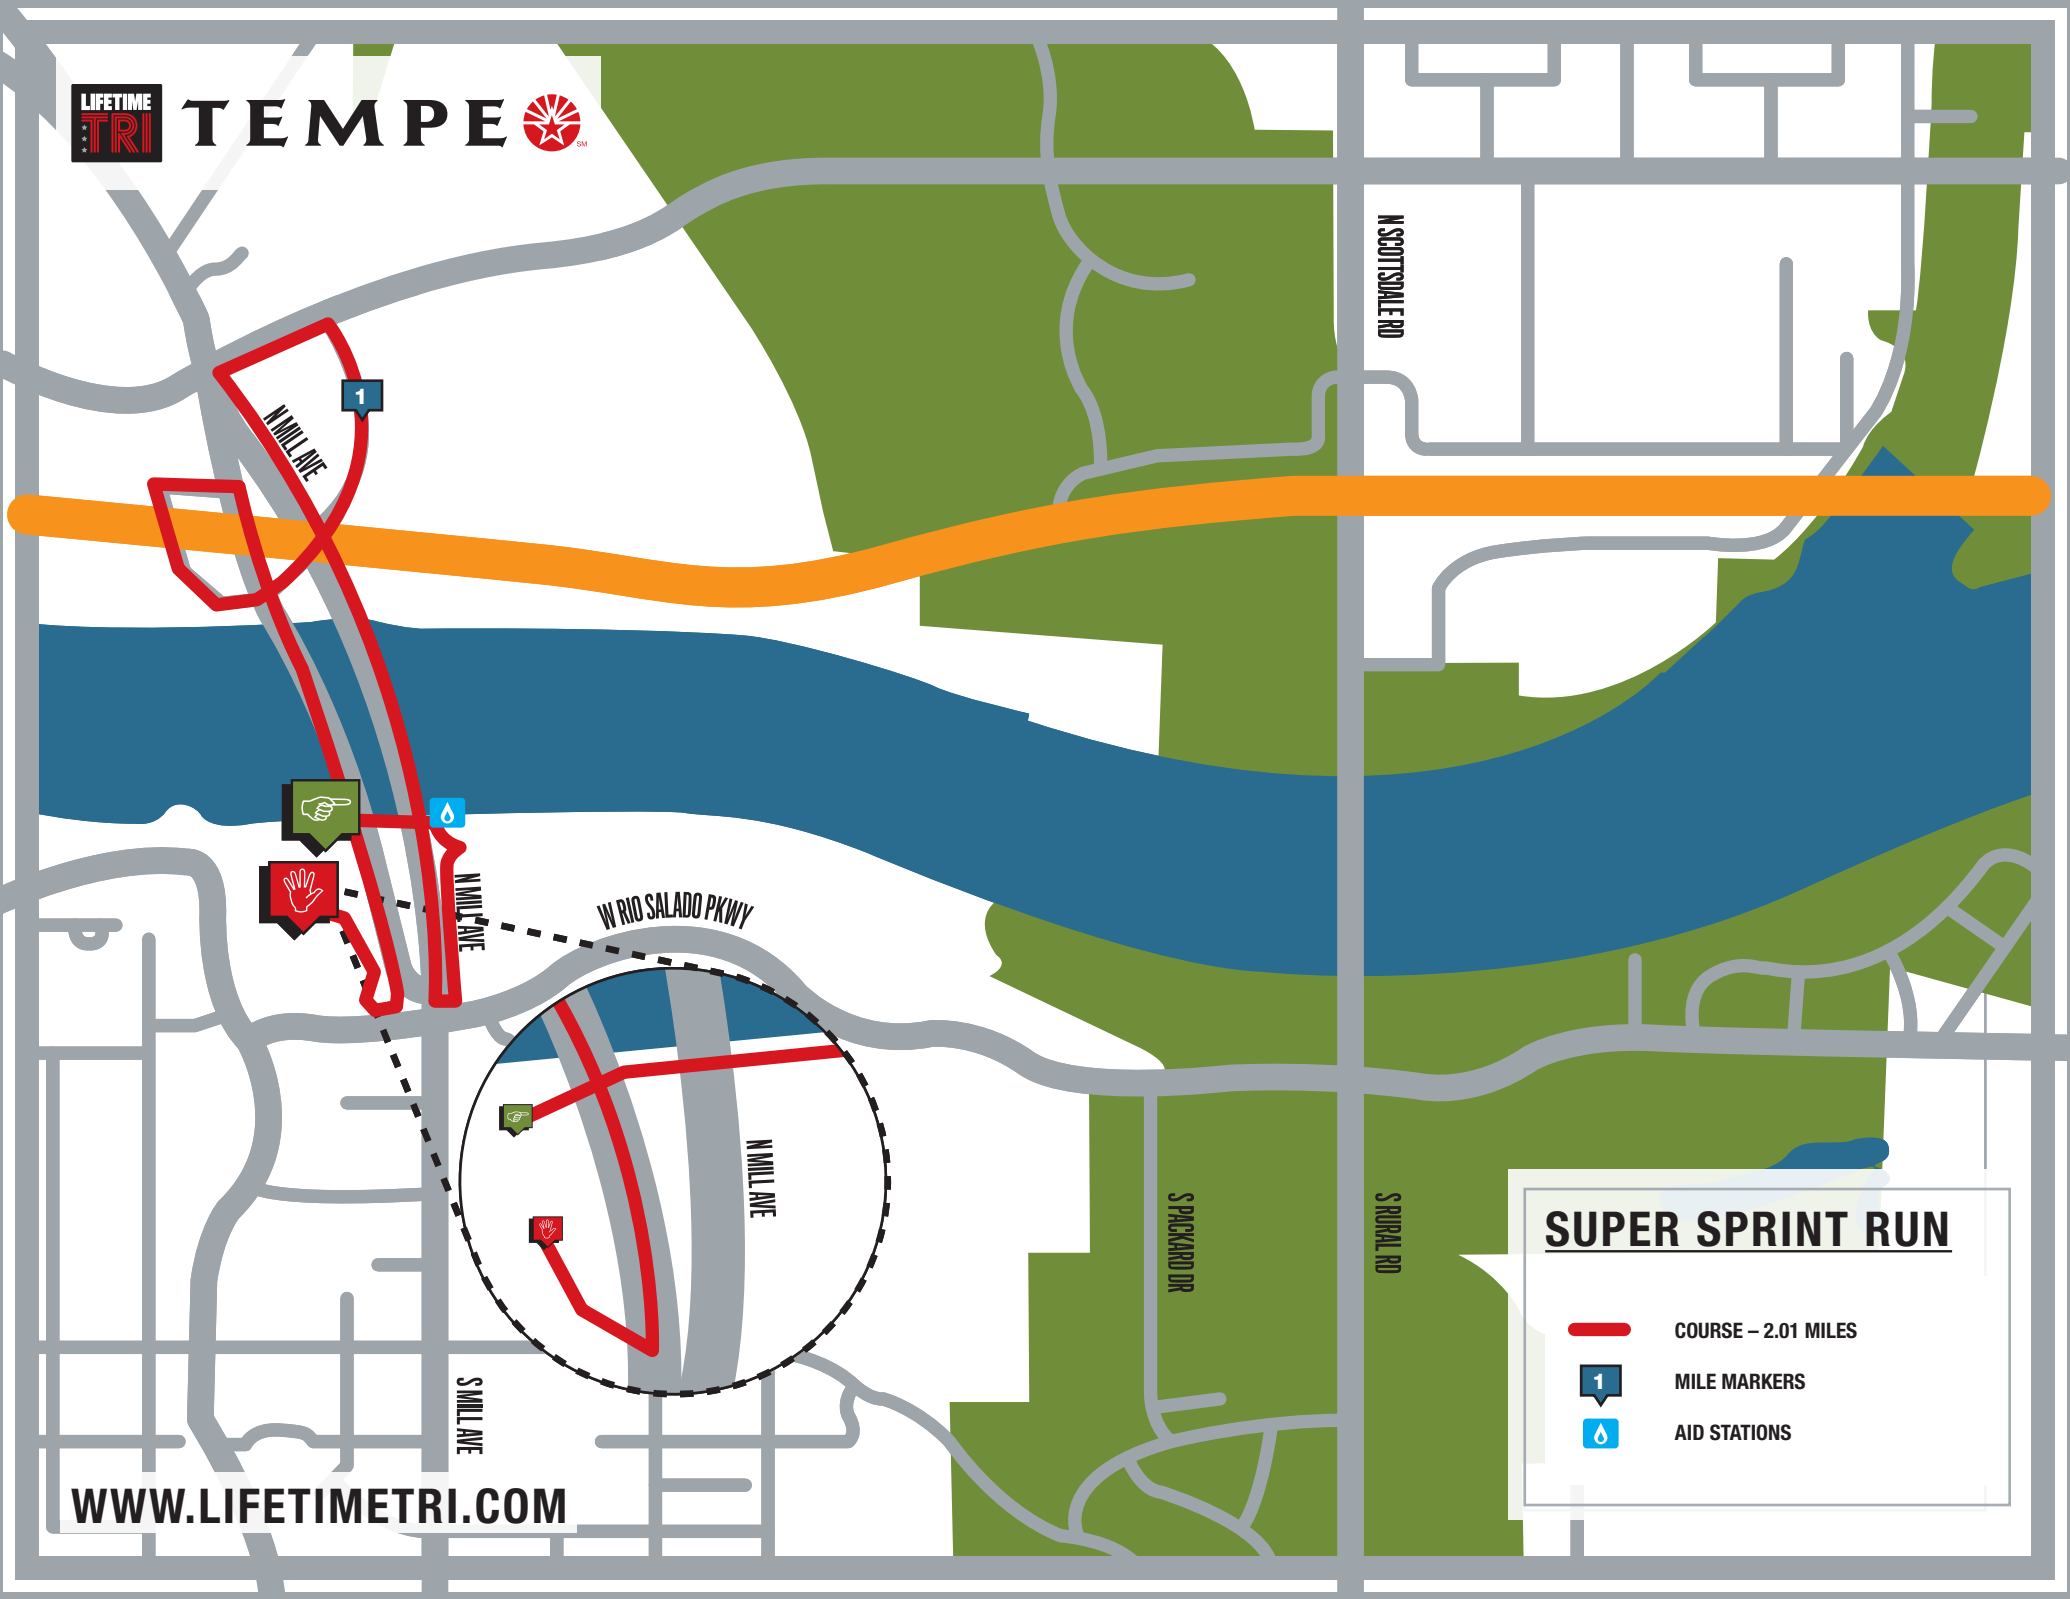 LIFETIME
TRI
TEMPE
SM
N SCOTTSDALE RD
1
N MILL AVE
N MILL AVE
W RIO SALADO PKWY
N MILL AVE
S PACKARD DR
S RURAL RD
S MILL AVE
SUPER SPRINT RUN
COURSE – 2.01 MILES
1
MILE MARKERS
AID STATIONS
WWW.LIFETIMETRI.COM